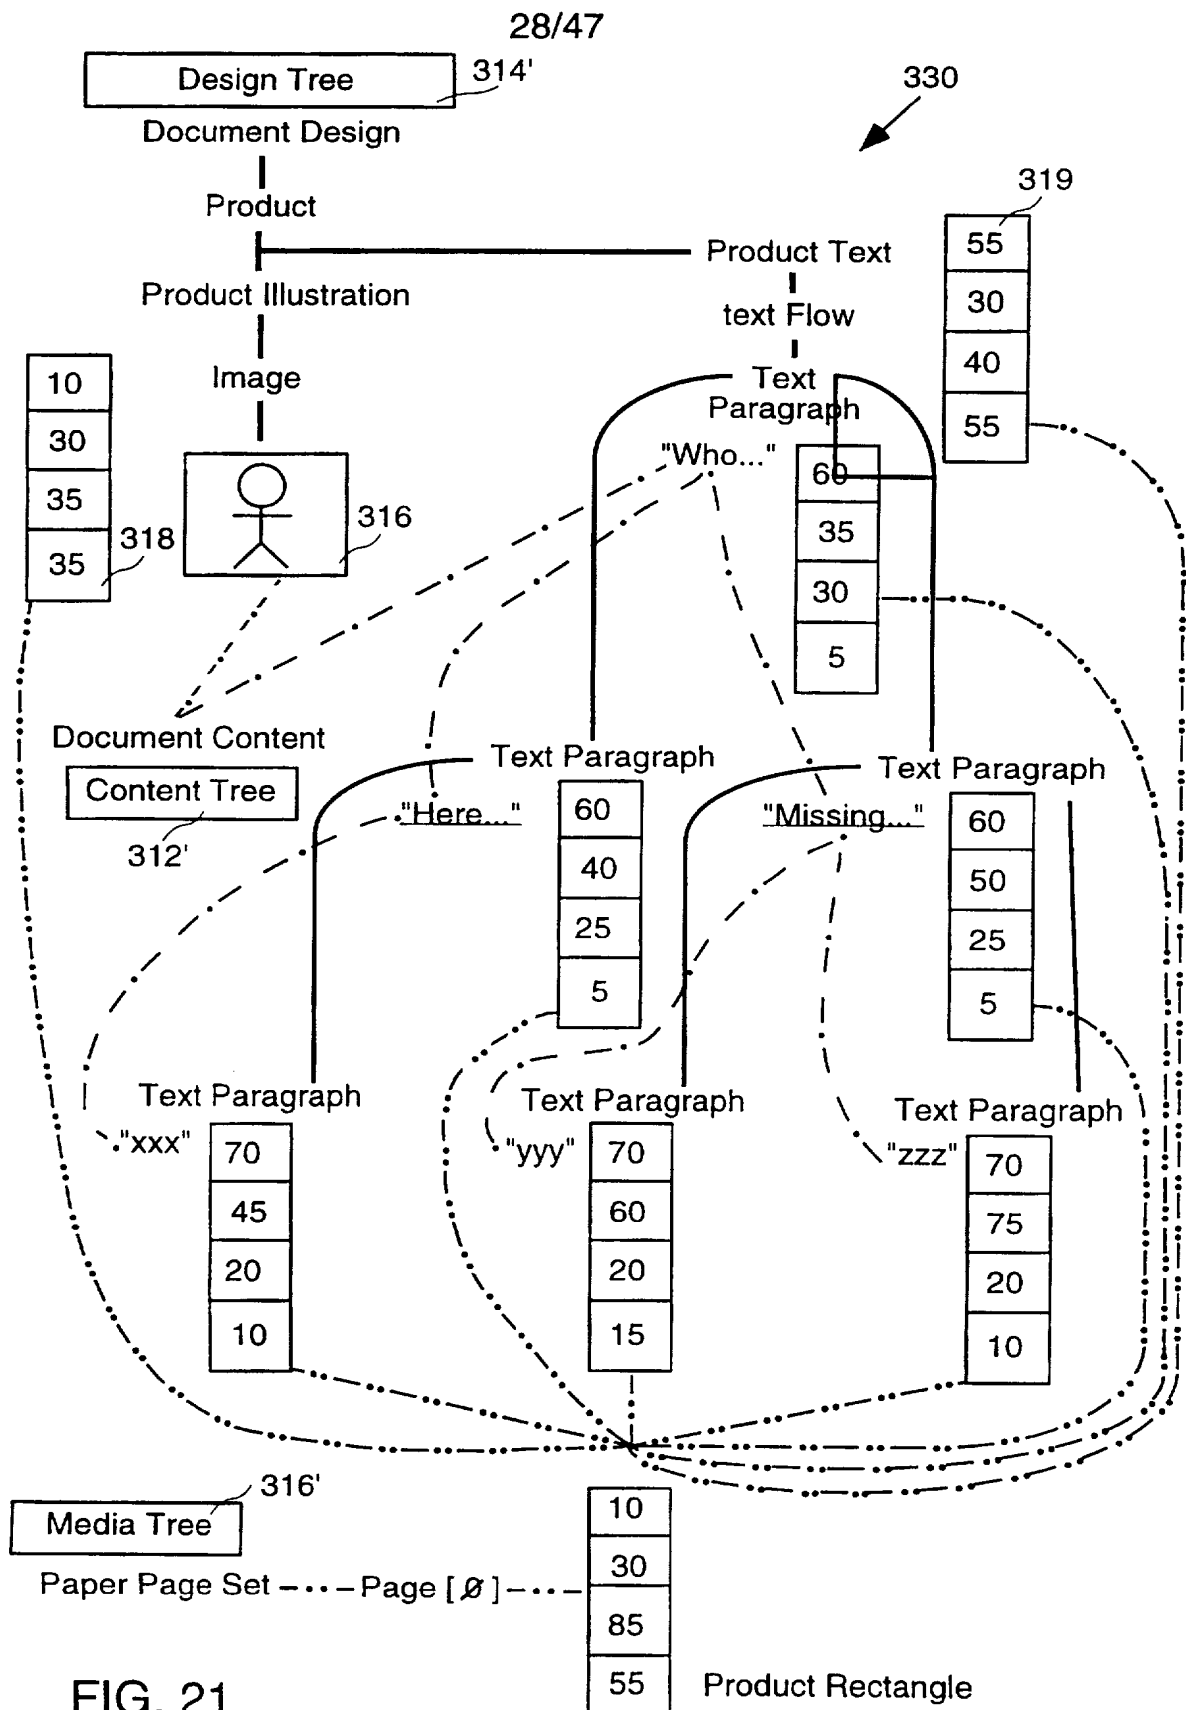 28/47
Design Tree
314'
330
Document Design
319
Product
55
30
40
55
Product Text
Product Illustration
text Flow
10
30
35
35
318
Image
316
Text
Paragraph
"Who..."
60
35
30
5
Document Content
Content Tree
312'
Text Paragraph
"Here..."
60
40
25
5
Text Paragraph
"Missing..."
60
50
25
5
Text Paragraph
"xxx"
70
45
20
10
Text Paragraph
"yyy"
70
60
20
15
Text Paragraph
"zzz"
70
75
20
10
316'
Media Tree
Paper Page Set
Page [ Ø ]
10
30
85
55
Product Rectangle
FIG. 21